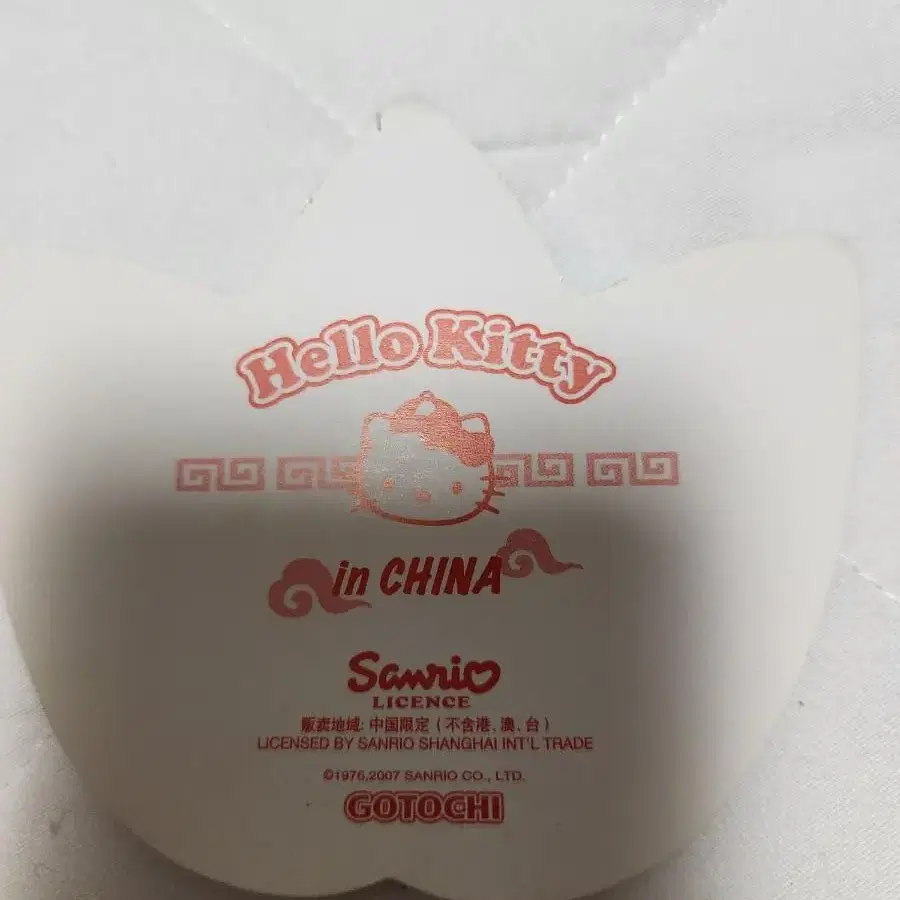 Hello Kitty
in CHINA
Sanrio
LICENCE
販卖地域: 中国限定 ( 不含港、澳、台 )
LICENSED BY SANRIO SHANGHAI INT'L TRADE
©1976,2007 SANRIO CO., LTD.
GOTOCHI